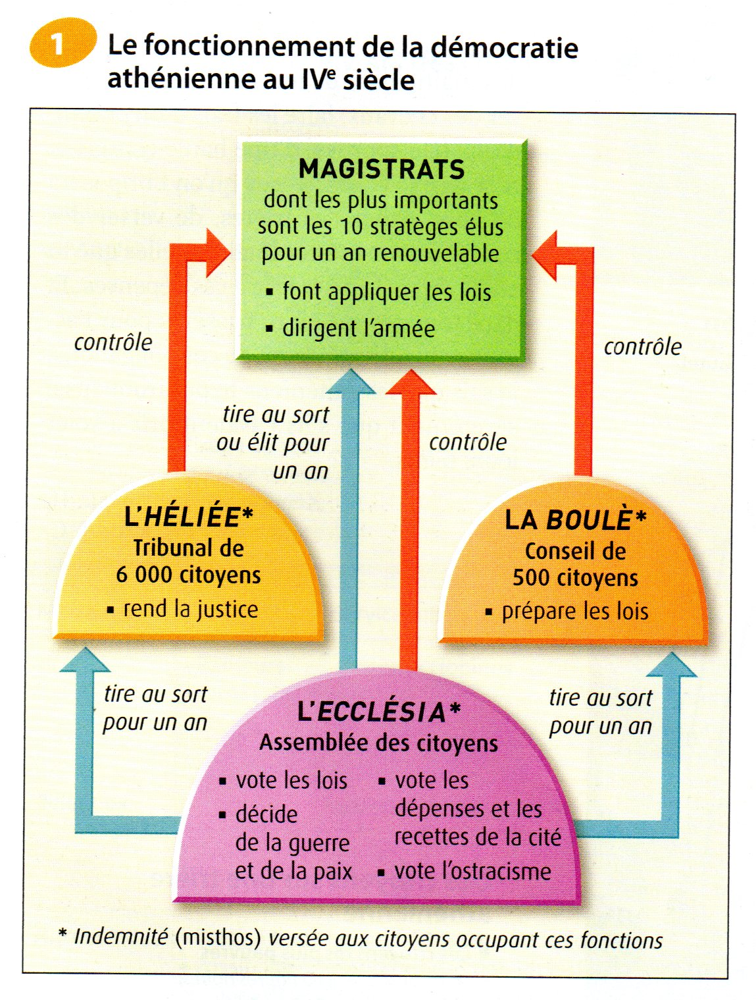 1
Le fonctionnement de la démocratie
athénienne au IVe siècle
MAGISTRATS
dont les plus importants
sont les 10 stratèges élus
pour un an renouvelable
▪ font appliquer les lois
▪ dirigent l'armée
contrôle
contrôle
tire au sort
ou élit pour
un an
contrôle
L'HÉLIÉE*
Tribunal de
6 000 citoyens
▪ rend la justice
LA BOULÈ*
Conseil de
500 citoyens
▪ prépare les lois
tire au sort
pour un an
tire au sort
pour un an
L'ECCLÉSIA*
Assemblée des citoyens
▪ vote les lois
▪ décide
de la guerre
et de la paix
▪ vote les
dépenses et les
recettes de la cité
▪ vote l'ostracisme
* Indemnité (misthos) versée aux citoyens occupant ces fonctions